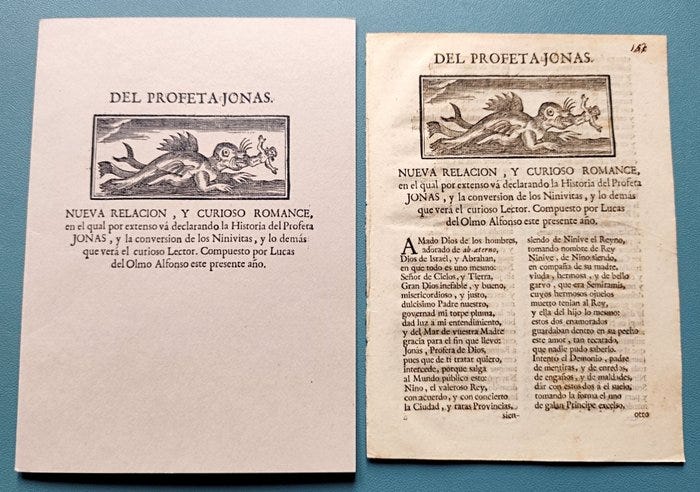 DEL PROFETA JONAS.
NUEVA RELACION, Y CURIOSO ROMANCE,
en el qual por extenso vá declarando la Historia del Profeta
JONAS, y la conversion de los Ninivitas, y lo demás
que verá el curioso Lector. Compuesto por Lucas
del Olmo Alfonso este presente año.
DEL PROFETA JONAS.
NUEVA RELACION, Y CURIOSO ROMANCE,
en el qual por extenso vá declarando la Historia del Profeta
JONAS, y la conversion de los Ninivitas, y lo demás
que verá el curioso Lector. Compuesto por Lucas
del Olmo Alfonso este presente año.
AMado Dios de los hombres,
adorado de ab æterno,
Dios de Israel, y Abrahan,
en que todo es uno mesmo:
Señor de Cielos, y Tierra,
Gran Dios inefable, y bueno,
misericordioso, y justo,
dulcisimo Padre nuestro,
governad mi torpe pluma,
dad luz a mi entendimiento,
y del Mar de vuestra Madre
gracia para el fin que llevo:
Jonás, Profeta de Dios,
pues que de ti tratar quiero,
intercede, porque salga
al Mundo publico esto:
Nino, el valeroso Rey,
con acuerdo, y con concierto
la Ciudad, y tantas Provincias,
sien-
siendo de Ninive el Reyno,
tomando nombre de Rey
Ninive, de Nino siendo,
en compaña de su madre,
viuda, hermosa, y de bello
garvo, que era Semiramis,
cuyos hermosos ojuelos
muerto tenian al Rey,
y ella del hijo lo mesmo:
estos dos enamorados
guardaban dentro en su pecho
este amor, tan recatado,
que nadie pudo saberlo.
Intentó el Demonio, padre
de mentiras, y de enredos,
de engaños, y de maldades,
dar con estados à el suelo,
tomando la forma el uno
de galan Principe excelso,
otto